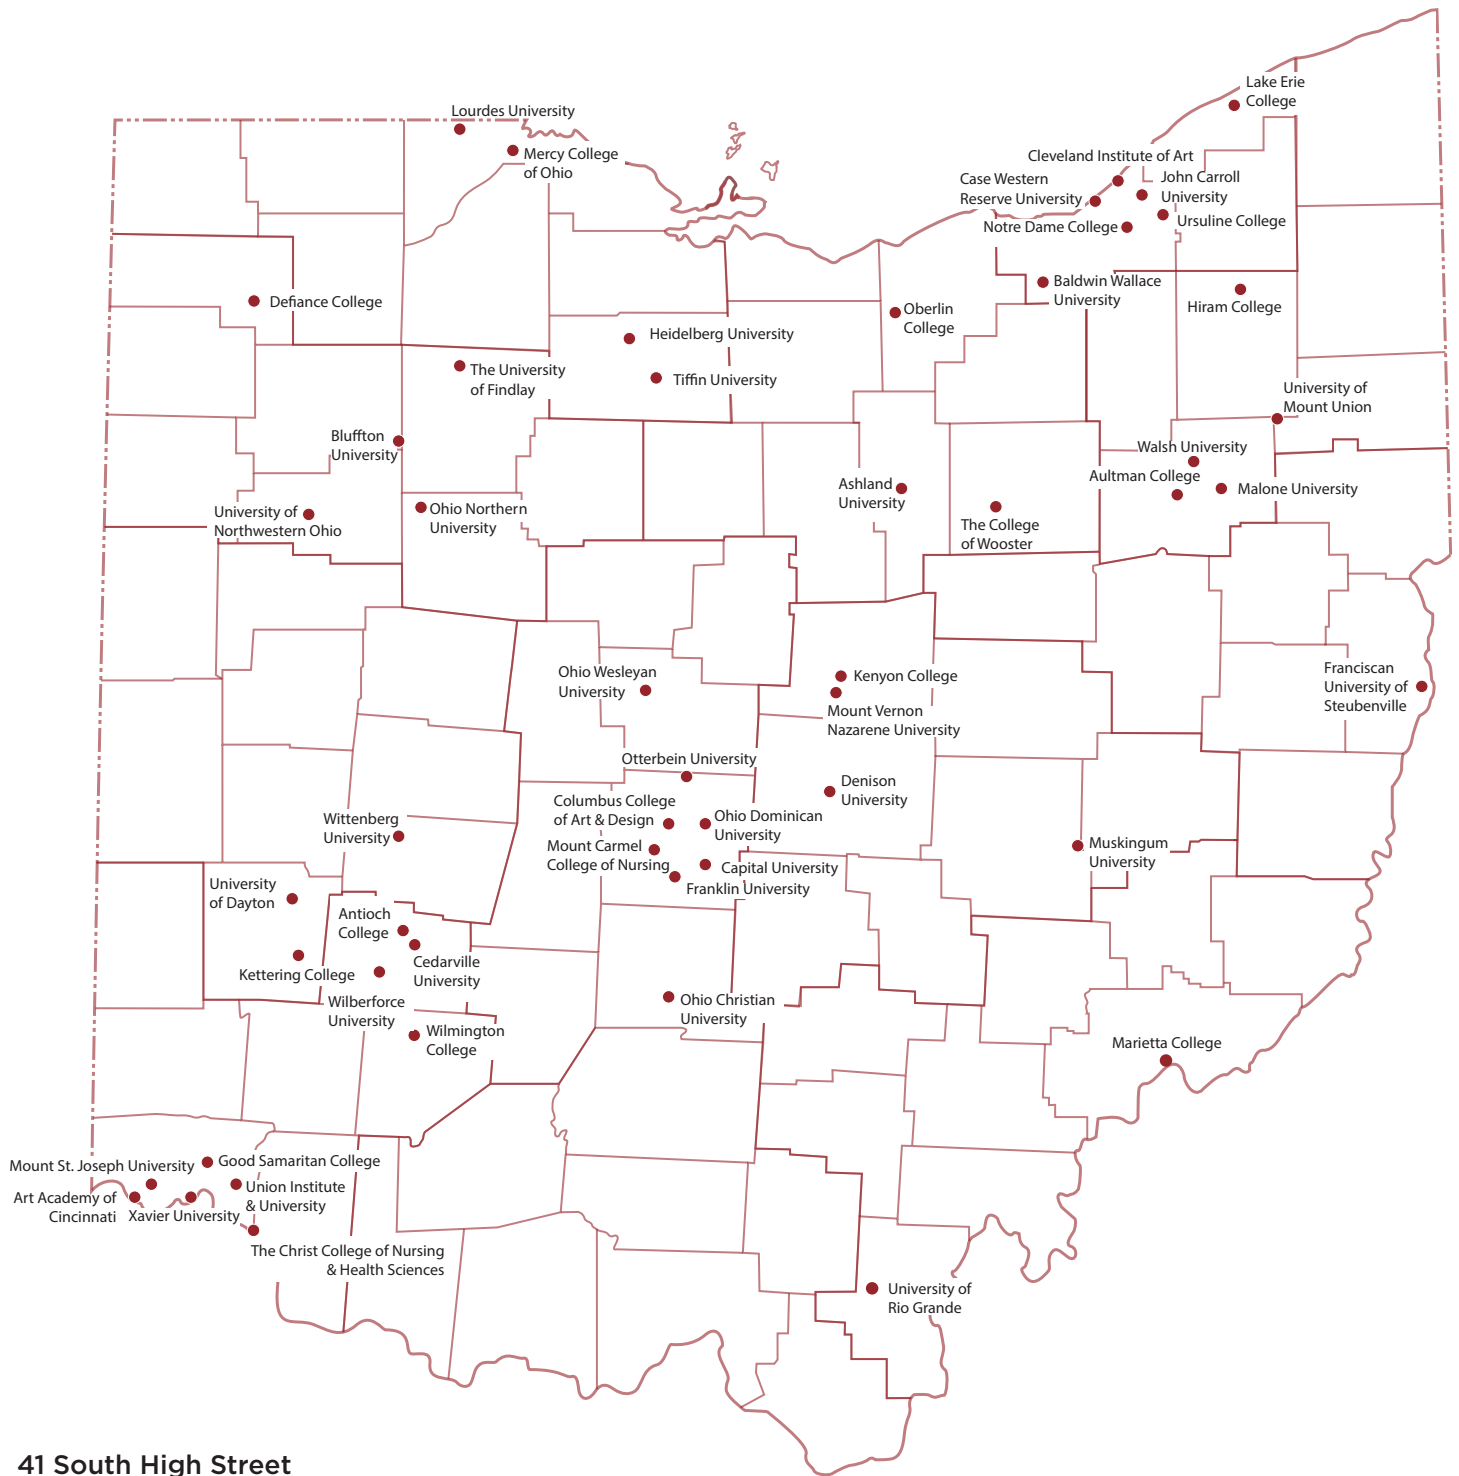 Lake Erie
College
Lourdes University
Mercy College
of Ohio
Cleveland Institute of Art
Case Western
Reserve University
John Carroll
University
Ursuline College
Notre Dame College
Baldwin Wallace
University
Hiram College
Defiance College
Oberlin
College
Heidelberg University
The University
of Findlay
Tiffin University
University of
Mount Union
Bluffton
University
Walsh University
Aultman College
Malone University
Ashland
University
University of
Northwestern Ohio
Ohio Northern
University
The College
of Wooster
Ohio Wesleyan
University
Kenyon College
Mount Vernon
Nazarene University
Franciscan
University of
Steubenville
Otterbein University
Denison
University
Columbus College
of Art & Design
Ohio Dominican
University
Wittenberg
University
Mount Carmel
College of Nursing
Capital University
Franklin University
Muskingum
University
University
of Dayton
Antioch
College
Cedarville
University
Kettering College
Wilberforce
University
Ohio Christian
University
Wilmington
College
Marietta College
Mount St. Joseph University
Good Samaritan College
Art Academy of
Cincinnati
Xavier University
Union Institute
& University
The Christ College of Nursing
& Health Sciences
University of
Rio Grande
41 South High Street